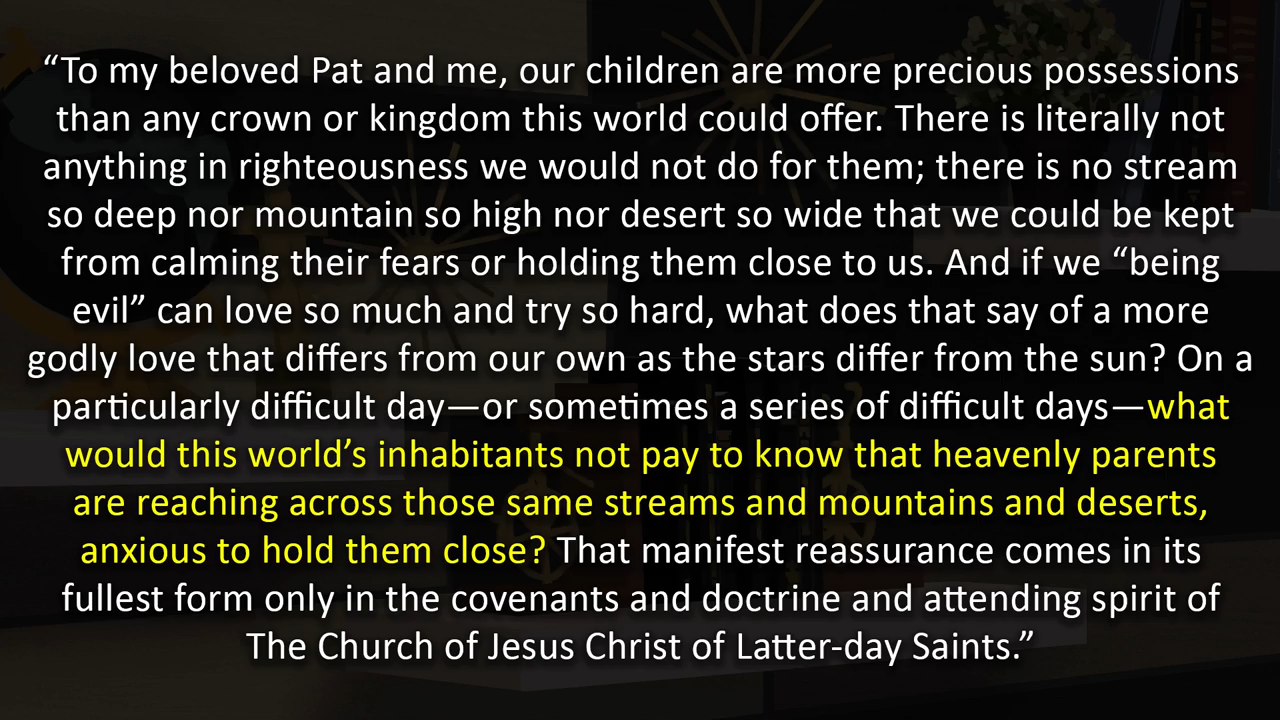 “To my beloved Pat and me, our children are more precious possessions
than any crown or kingdom this world could offer. There is literally not
anything in righteousness we would not do for them; there is no stream
so deep nor mountain so high nor desert so wide that we could be kept
from calming their fears or holding them close to us. And if we “being
evil” can love so much and try so hard, what does that say of a more
godly love that differs from our own as the stars differ from the sun? On a
particularly difficult day—or sometimes a series of difficult days—what
would this world’s inhabitants not pay to know that heavenly parents
are reaching across those same streams and mountains and deserts,
anxious to hold them close? That manifest reassurance comes in its
fullest form only in the covenants and doctrine and attending spirit of
The Church of Jesus Christ of Latter-day Saints.”